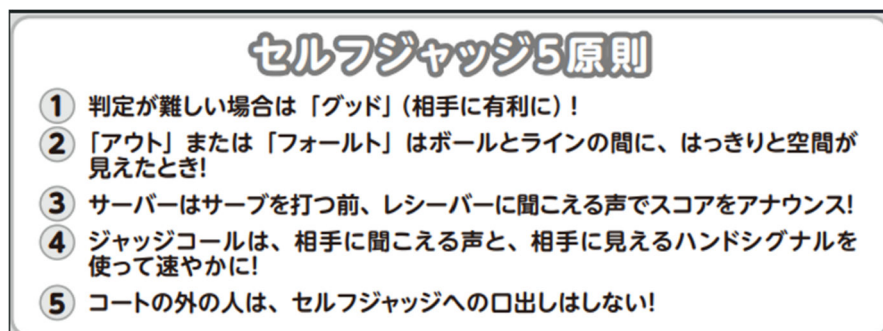 セルフジャッジ5原則
1 判定が難しい場合は「グッド」（相手に有利に）！
2 「アウト」または「フォールト」はボールとラインの間に、はっきりと空間が
見えたとき!
3 サーバーはサーブを打つ前、レシーバーに聞こえる声でスコアをアナウンス!
4 ジャッジコールは、相手に聞こえる声と、相手に見えるハンドシグナルを
使って速やかに!
5 コートの外の人は、セルフジャッジへの口出しはしない!